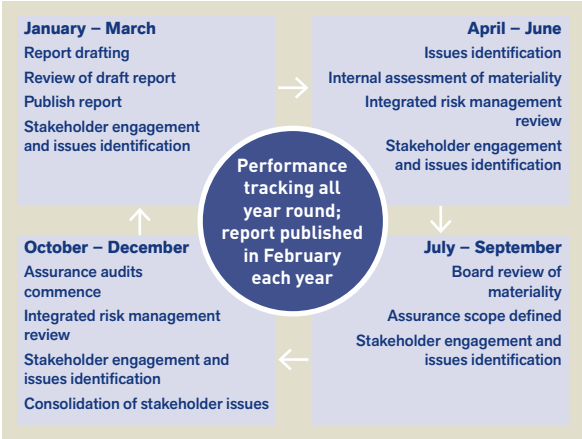 January – March
Report drafting
Review of draft report
Publish report
Stakeholder engagement
and issues identification
April – June
Issues identification
Internal assessment of materiality
Integrated risk management
review
Stakeholder engagement
and issues identification
Performance
tracking all
year round;
report published
in February
each year
October – December
Assurance audits
commence
Integrated risk management
review
Stakeholder engagement and
issues identification
Consolidation of stakeholder issues
July – September
Board review of
materiality
Assurance scope defined
Stakeholder engagement and
issues identification